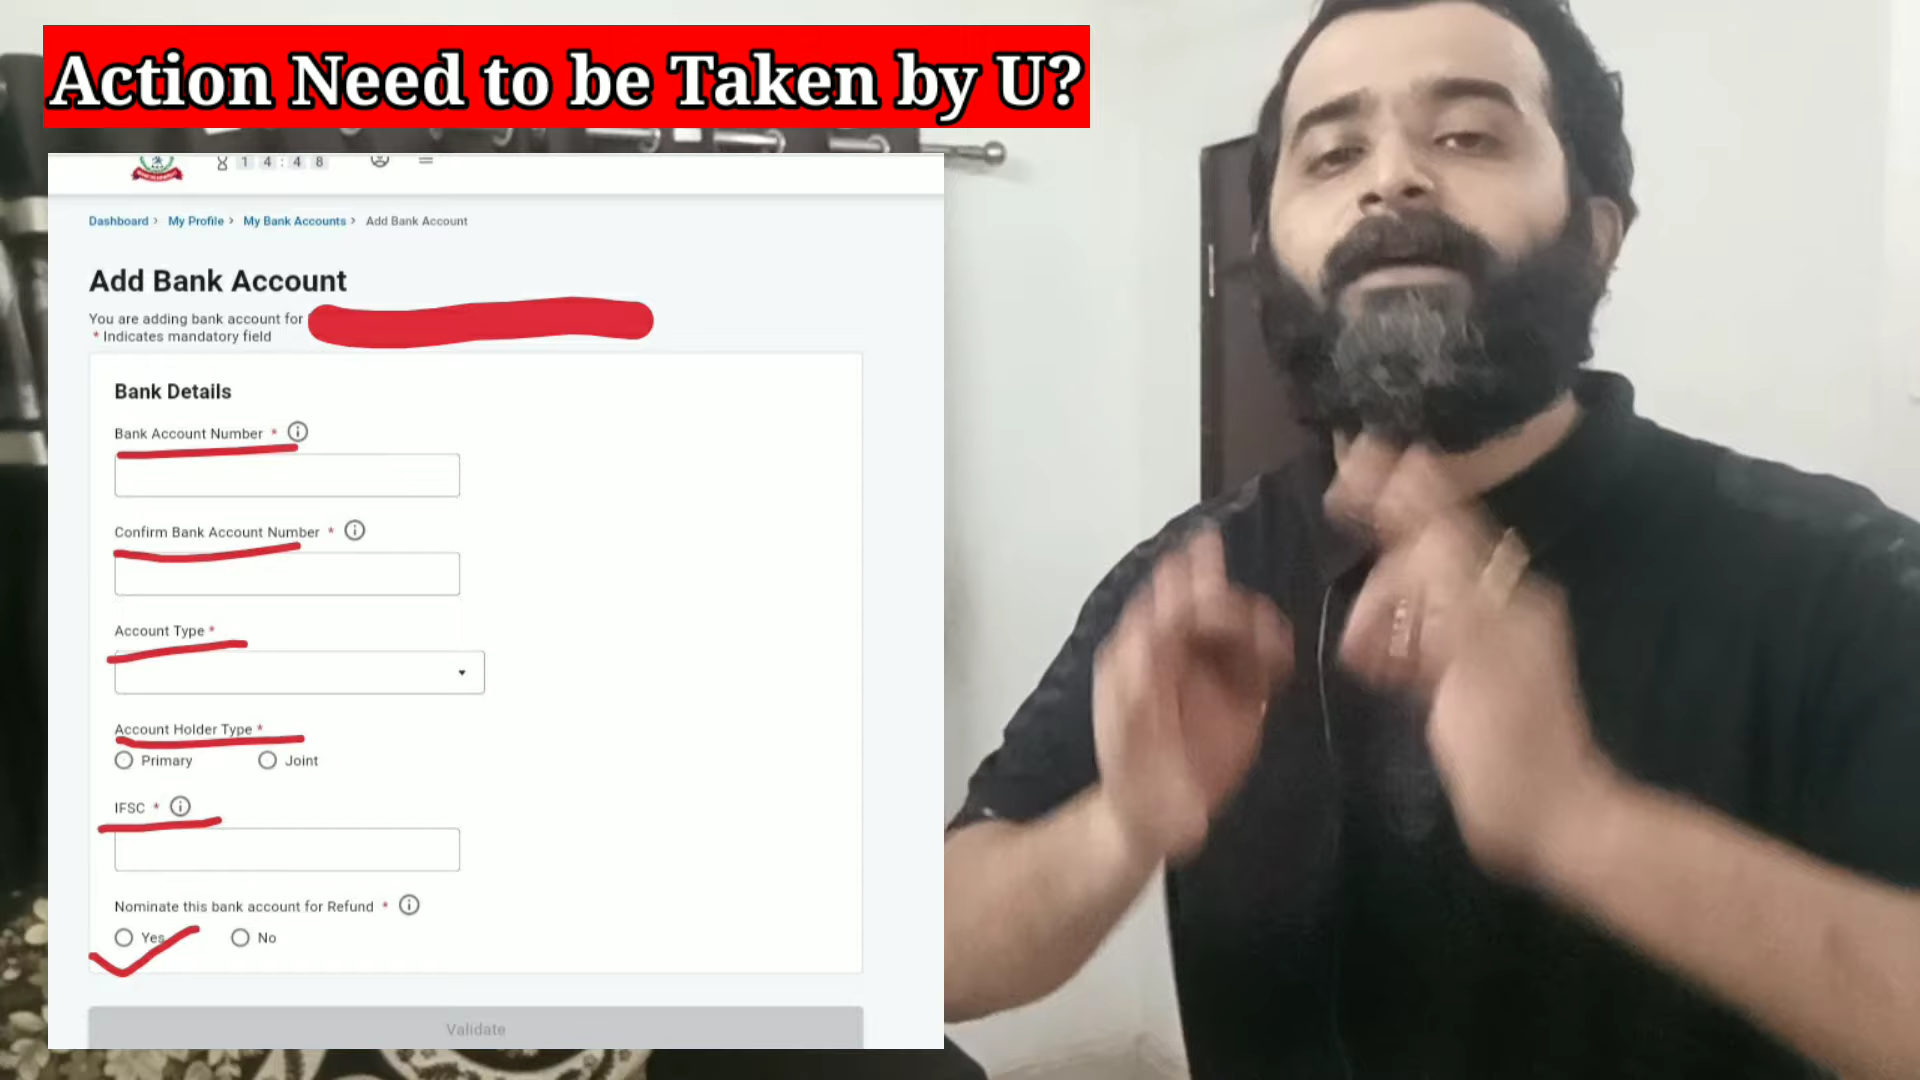 Action Need to be Taken by U?
14:48
Dashboard > My Profile > My Bank Accounts > Add Bank Account
Add Bank Account
You are adding bank account for
* Indicates mandatory field
Bank Details
Bank Account Number *
Confirm Bank Account Number *
Account Type *
Account Holder Type *
Primary Joint
IFSC *
Nominate this bank account for Refund *
Yes No
Validate